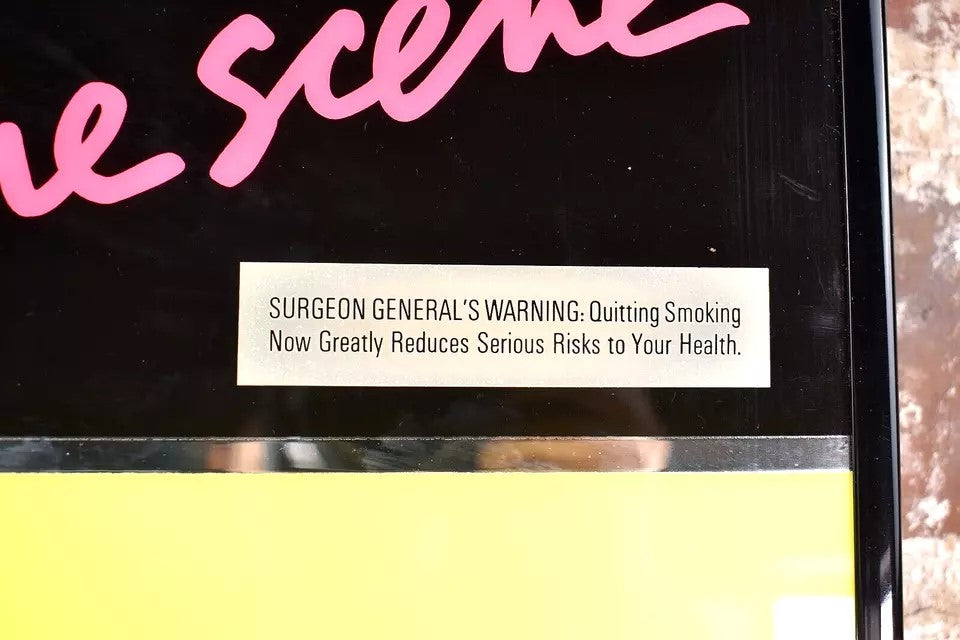 scene
SURGEON GENERAL'S WARNING: Quitting Smoking
Now Greatly Reduces Serious Risks to Your Health.